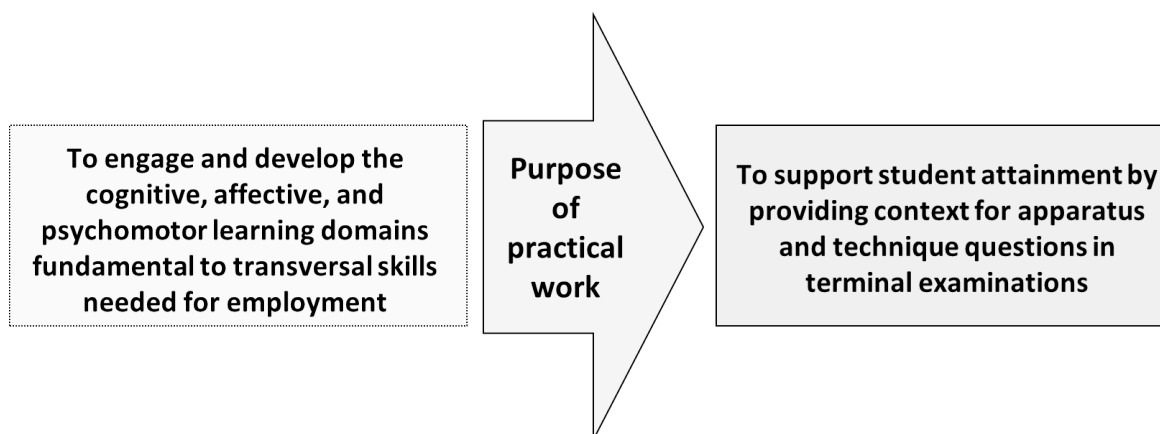 To engage and develop the
cognitive, affective, and
psychomotor learning domains
fundamental to transversal skills
needed for employment
Purpose
of
practical
work
To support student attainment by
providing context for apparatus
and technique questions in
terminal examinations